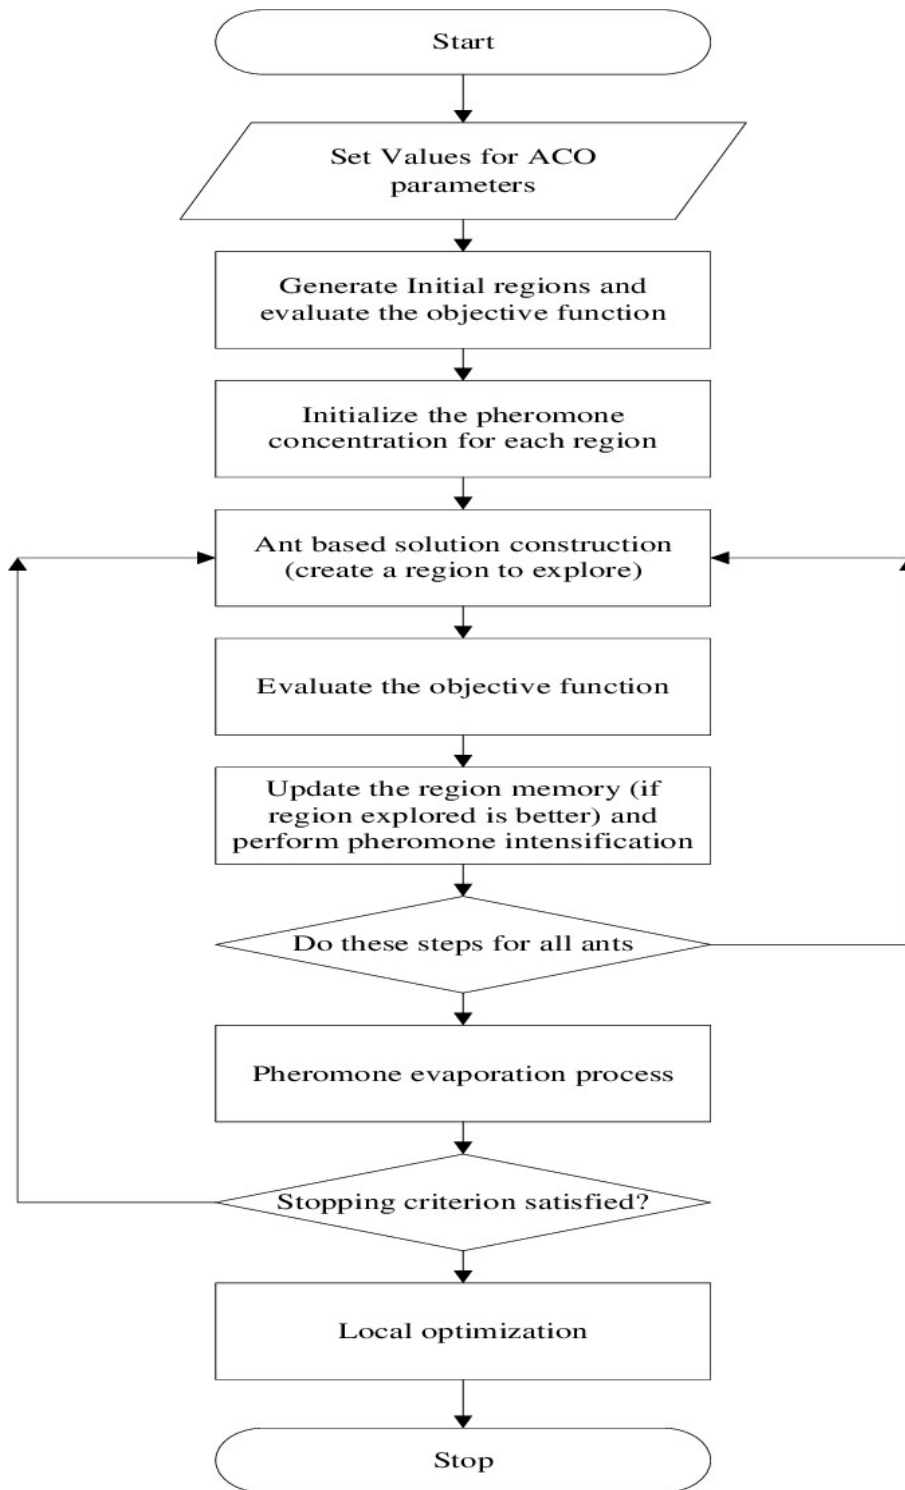 Start
Set Values for ACO
parameters
Generate Initial regions and
evaluate the objective function
Initialize the pheromone
concentration for each region
Ant based solution construction
(create a region to explore)
Evaluate the objective function
Update the region memory (if
region explored is better) and
perform pheromone intensification
Do these steps for all ants
Pheromone evaporation process
Stopping criterion satisfied?
Local optimization
Stop